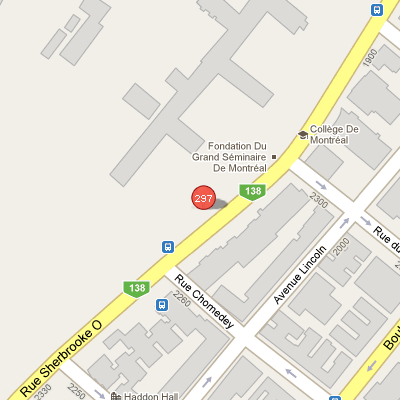 1900
Collège De
Montréal
Fondation Du
Grand Séminaire
De Montréal
138
297
2300
Rue du
2000
Avenue Lincoln
Rue Chomedey
138
2260
Rue Sherbrooke O
Bou
2250
Haddon Hall